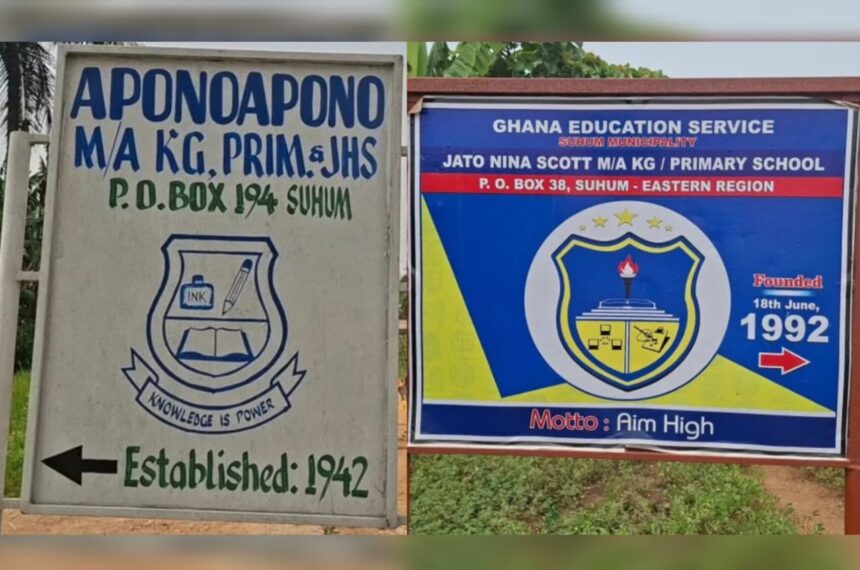 APONOAPONO
M/A KG, PRIM. & JHS
P. O. BOX 194 SUHUM
INK
KNOWLEDGE IS POWER
Established: 1942
GHANA EDUCATION SERVICE
SUHUM MUNICIPALITY
JATO NINA SCOTT M/A KG / PRIMARY SCHOOL
P. O. BOX 38, SUHUM - EASTERN REGION
Founded
18th June,
1992
Motto : Aim High